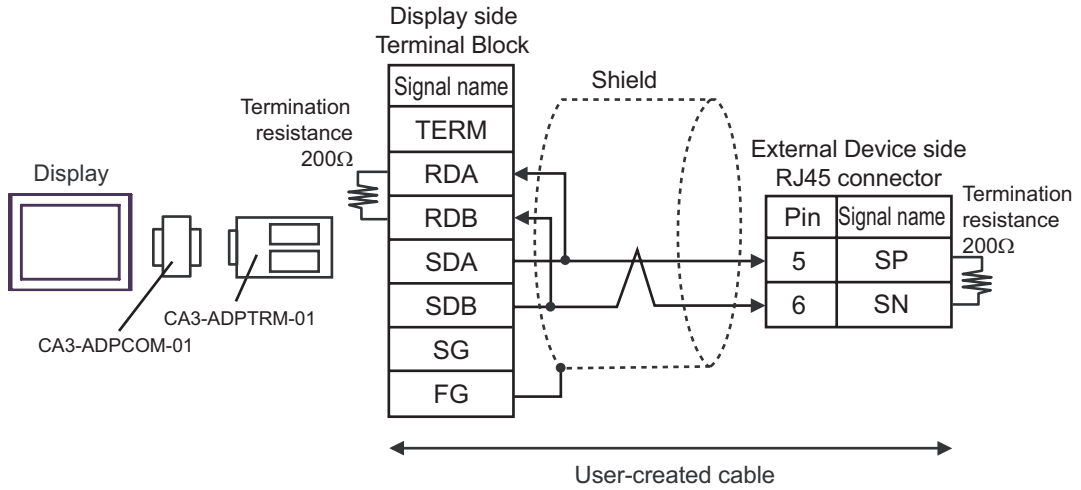 Display side
Terminal Block
Signal name
Shield
Termination
resistance
200Ω
TERM
RDA
RDB
SDA
SDB
SG
FG
Display
CA3-ADPTRM-01
CA3-ADPCOM-01
External Device side
RJ45 connector
Pin Signal name
5 SP
6 SN
Termination
resistance
200Ω
User-created cable